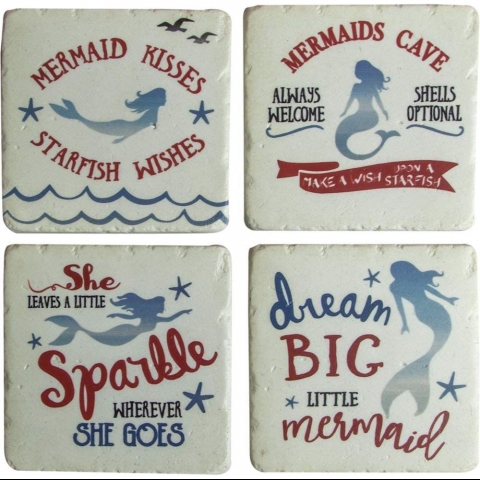 MERMAID KISSES
STARFISH WISHES
MERMAIDS CAVE
ALWAYS WELCOME
SHELLS OPTIONAL
MAKE A WISH UPON A STARFISH
She
LEAVES A LITTLE
Sparkle
WHEREVER
SHE GOES
dream
BIG
LITTLE
mermaid